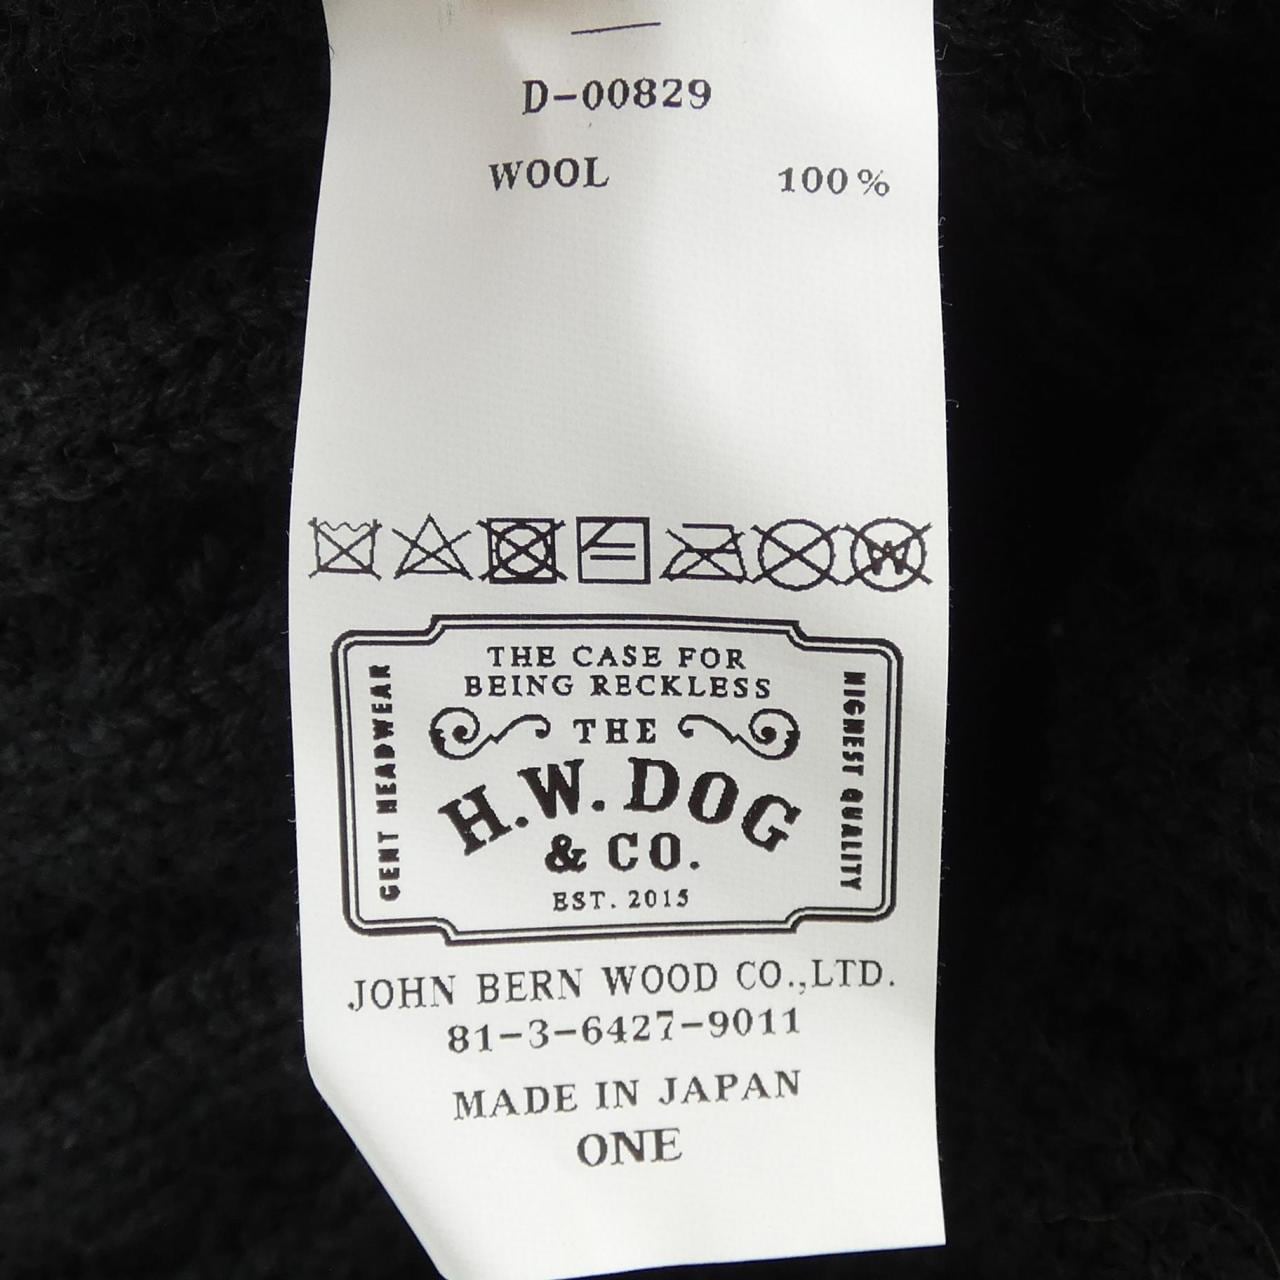 D-00829
WOOL 100%
THE CASE FOR
BEING RECKLESS
THE
H.W. DOG
& CO.
EST. 2015
GENT HEADWEAR
HIGHEST QUALITY
JOHN BERN WOOD CO.,LTD.
81-3-6427-9011
MADE IN JAPAN
ONE